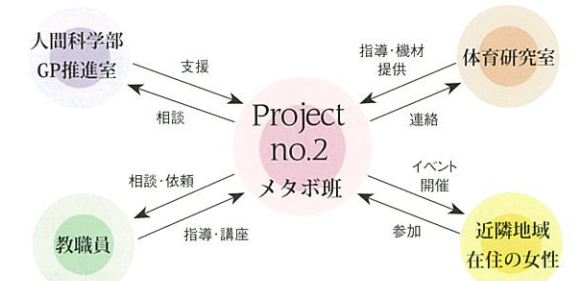 人間科学部
GP推進室
支援
相談
指導・機材
提供
連絡
体育研究室
Project
no.2
メタボ班
相談・依頼
指導・講座
教職員
イベント
開催
参加
近隣地域
在住の女性